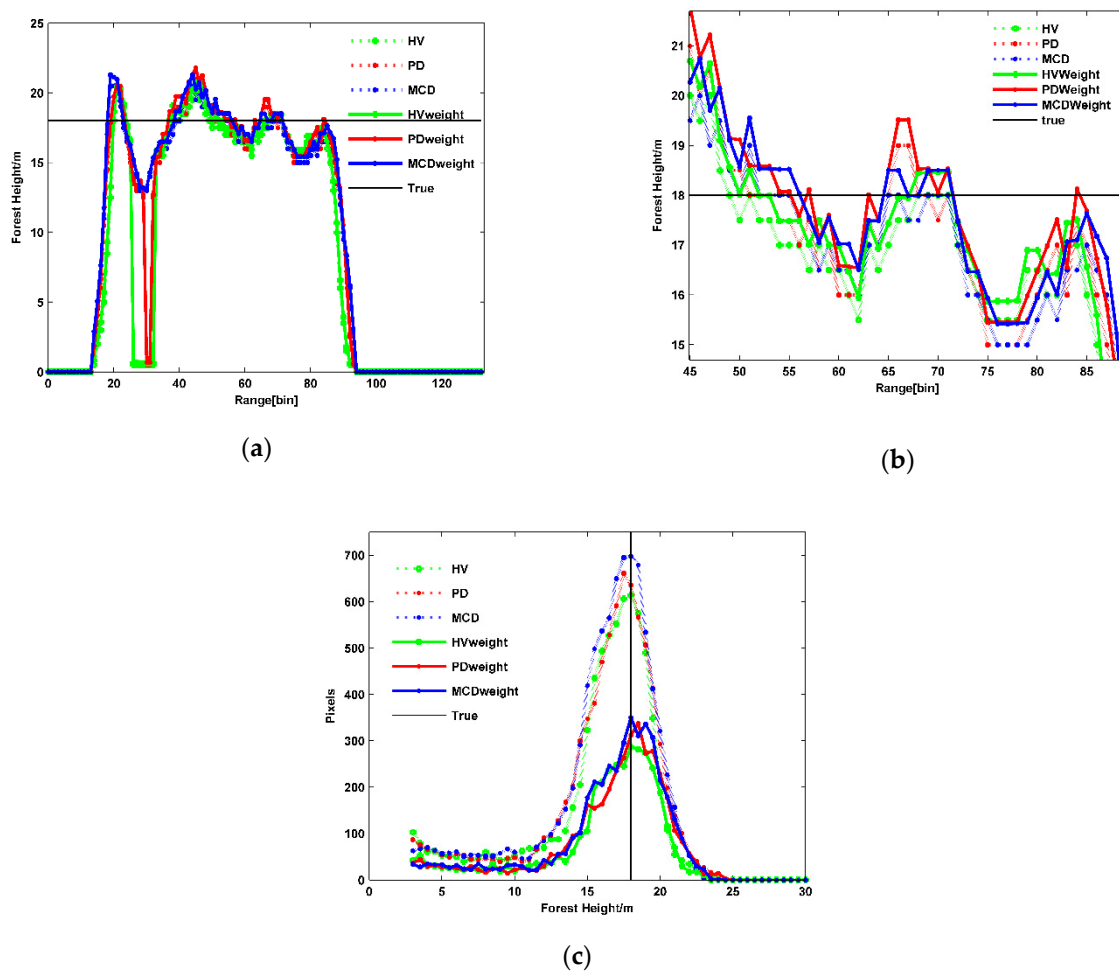 25
20
15
10
5
0
Forest Height/m
0 20 40 60 80 100 120
Range[bin]
HV
PD
MCD
HVweight
PDweight
MCDweight
True
(a)
21
20
19
18
17
16
15
Forest Height/m
45 50 55 60 65 70 75 80 85
Range[bin]
HV
PD
MCD
HVWeight
PDWeight
MCDWeight
true
(b)
700
600
500
400
300
200
100
0
Pixels
0 5 10 15 20 25 30
Forest Height/m
HV
PD
MCD
HVweight
PDweight
MCDweight
True
(c)